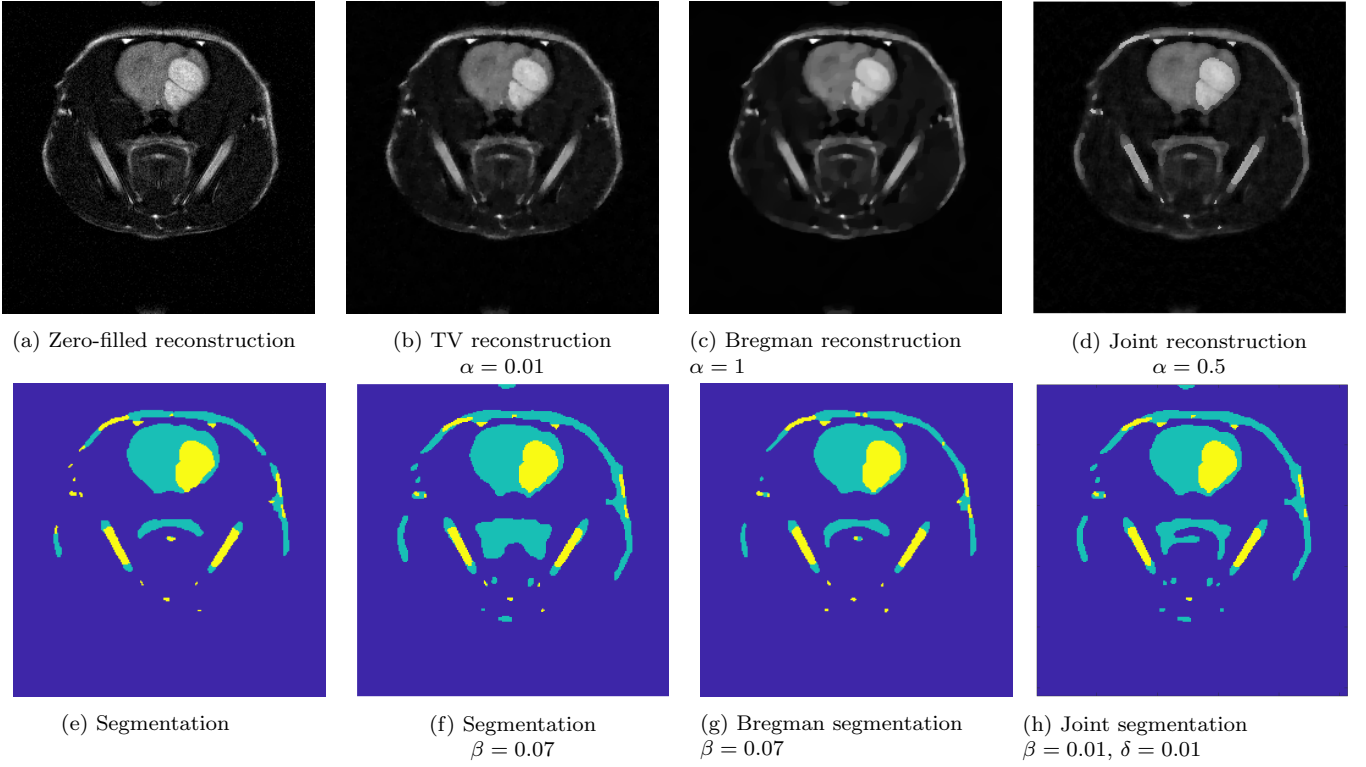 (a) Zero-filled reconstruction
(b) TV reconstruction
α = 0.01
(c) Bregman reconstruction
α = 1
(d) Joint reconstruction
α = 0.5
(e) Segmentation
(f) Segmentation
β = 0.07
(g) Bregman segmentation
β = 0.07
(h) Joint segmentation
β = 0.01, δ = 0.01